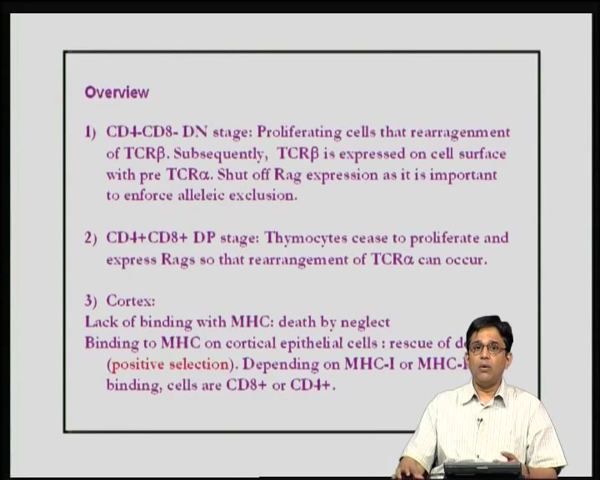 Overview
1) CD4-CD8- DN stage: Proliferating cells that rearragenment
of TCRβ. Subsequently, TCRβ is expressed on cell surface
with pre TCRα. Shut off Rag expression as it is important
to enforce alleleic exclusion.
2) CD4+CD8+ DP stage: Thymocytes cease to proliferate and
express Rags so that rearrangement of TCRα can occur.
3) Cortex:
Lack of binding with MHC: death by neglect
Binding to MHC on cortical epithelial cells : rescue of
(positive selection). Depending on MHC-I or
binding, cells are CD8+ or CD4+.